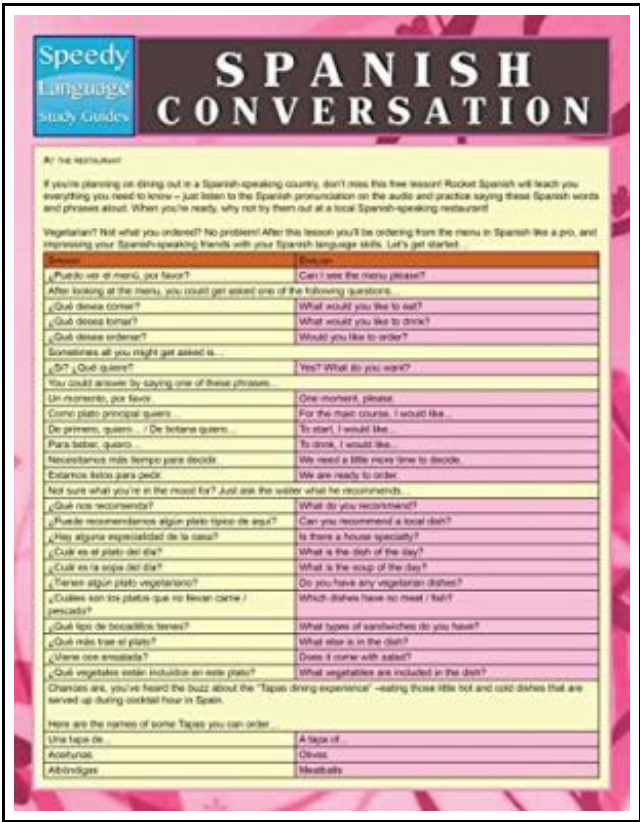 Speedy
Language
Study Guides
SPANISH
CONVERSATION
AT THE RESTAURANT
If you're planning on dining out in a Spanish-speaking country, don't miss this free lesson! Rocket Spanish will teach you
everything you need to know – just listen to the Spanish pronunciation on the audio and practice saying these Spanish words
and phrases aloud. When you're ready, why not try them out at a local Spanish-speaking restaurant!
Vegetarian? Not what you ordered? No problem! After this lesson you'll be ordering from the menu in Spanish like a pro, and
impressing your Spanish-speaking friends with your Spanish language skills. Let's get started...
SPANISH ENGLISH
¿Puedo ver el menú, por favor? Can I see the menu please?
After looking at the menu, you could get asked one of the following questions...
¿Qué desea comer? What would you like to eat?
¿Qué desea tomar? What would you like to drink?
¿Qué desea ordenar? Would you like to order?
Sometimes all you might get asked is...
¿Sí? ¿Qué quiere? Yes? What do you want?
You could answer by saying one of these phrases...
Un momento, por favor. One moment, please.
Como plato principal quiero... For the main course, I would like...
De primero, quiero... / De botana quiero... To start, I would like...
Para beber, quiero... To drink, I would like...
Necesitamos más tiempo para decidir. We need a little more time to decide.
Estamos listos para pedir. We are ready to order.
Not sure what you're in the mood for? Just ask the waiter what he recommends...
¿Qué nos recomienda? What do you recommend?
¿Puede recomendarnos algún plato típico de aquí? Can you recommend a local dish?
¿Hay alguna especialidad de la casa? Is there a house specialty?
¿Cuál es el plato del día? What is the dish of the day?
¿Cuál es la sopa del día? What is the soup of the day?
¿Tienen algún plato vegetariano? Do you have any vegetarian dishes?
¿Cuáles son los platos que no llevan carne / Which dishes have no meat / fish?
pescado?
¿Qué tipo de bocadillos tienes? What types of sandwiches do you have?
¿Qué más trae el plato? What else is in the dish?
¿Viene con ensalada? Does it come with salad?
¿Qué vegetales están incluidos en este plato? What vegetables are included in the dish?
Chances are, you've heard the buzz about the "Tapas dining experience" –eating those little hot and cold dishes that are
served up during cocktail hour in Spain.
Here are the names of some Tapas you can order...
Una tapa de... A tapa of...
Aceitunas Olives
Albóndigas Meatballs